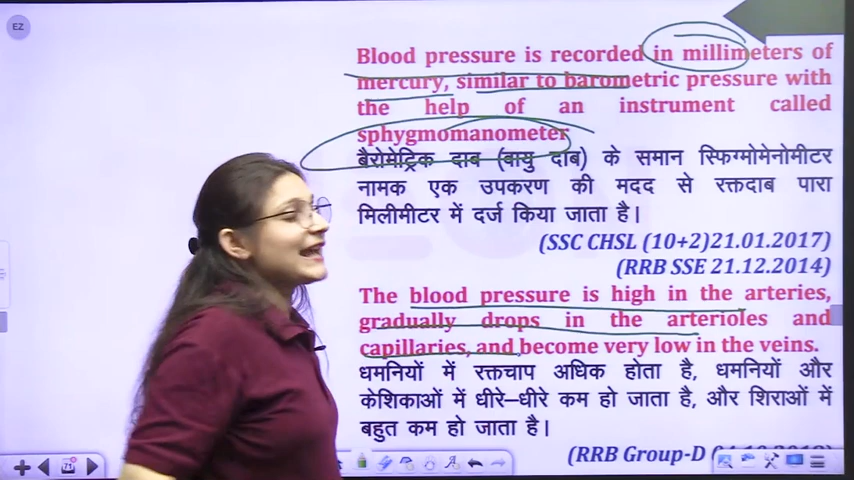 EZ
Blood pressure is recorded in millimeters of
mercury, similar to barometric pressure with
the help of an instrument called
sphygmomanometer
बैरोमेट्रिक दाब (वायु दाब) के समान स्फिग्मोमेनोमीटर
नामक एक उपकरण की मदद से रक्तदाब पारा
मिलीमीटर में दर्ज किया जाता है।
(SSC CHSL (10+2)21.01.2017)
(RRB SSE 21.12.2014)
The blood pressure is high in the arteries,
gradually drops in the arterioles and
capillaries, and become very low in the veins.
धमनियों में रक्तचाप अधिक होता है, धमनियों और
केशिकाओं में धीरे–धीरे कम हो जाता है, और शिराओं में
बहुत कम हो जाता है।
(RRB Group-D
71